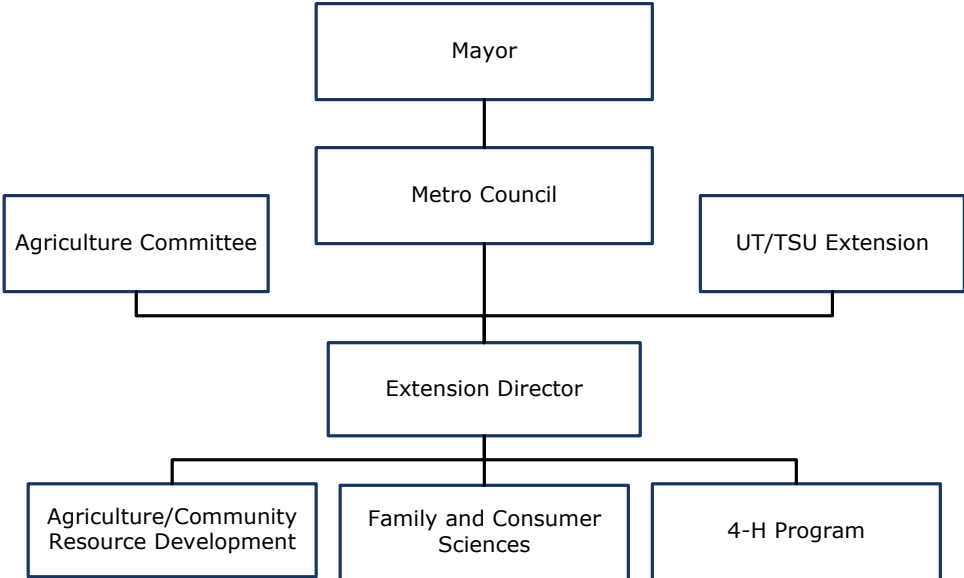 Mayor
Metro Council
Agriculture Committee
UT/TSU Extension
Extension Director
Agriculture/Community
Resource Development
Family and Consumer
Sciences
4-H Program